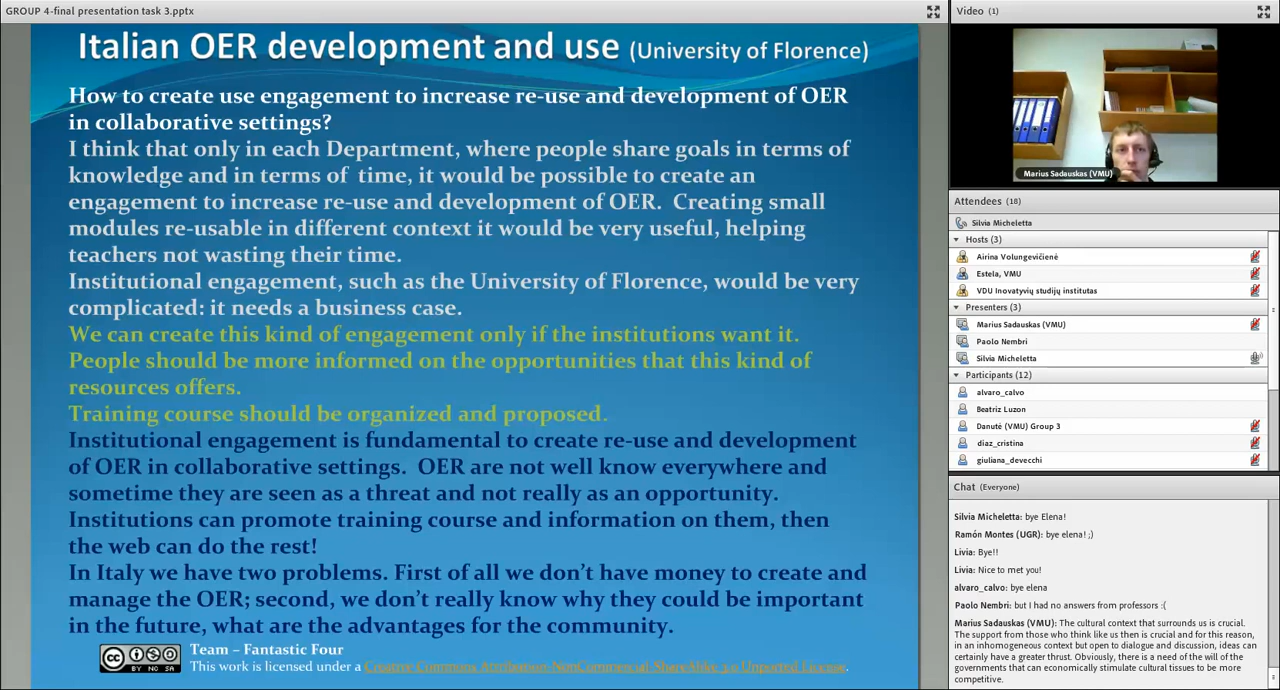 GROUP 4-final presentation task 3.pptx
Italian OER development and use (University of Florence)
How to create use engagement to increase re-use and development of OER
in collaborative settings?
I think that only in each Department, where people share goals in terms of
knowledge and in terms of time, it would be possible to create an
engagement to increase re-use and development of OER. Creating small
modules re-usable in different context it would be very useful, helping
teachers not wasting their time.
Institutional engagement, such as the University of Florence, would be very
complicated: it needs a business case.
We can create this kind of engagement only if the institutions want it.
People should be more informed on the opportunities that this kind of
resources offers.
Training course should be organized and proposed.
Institutional engagement is fundamental to create re-use and development
of OER in collaborative settings. OER are not well know everywhere and
sometime they are seen as a threat and not really as an opportunity.
Institutions can promote training course and information on them, then
the web can do the rest!
In Italy we have two problems. First of all we don't have money to create and
manage the OER; second, we don't really know why they could be important
in the future, what are the advantages for the community.
cc
BY NC SA
Team – Fantastic Four
This work is licensed under a Creative Commons Attribution-NonCommercial-ShareAlike 3.0 Unported License.
Video (1)
Marius Sadauskas (VMU)
Attendees (18)
Silvia Micheletta
Hosts (3)
Airina Volungevičienė
Estela, VMU
VDU Inovatyvių studijų institutas
Presenters (3)
Marius Sadauskas (VMU)
Paolo Nembri
Silvia Micheletta
Participants (12)
alvaro_calvo
Beatriz Luzon
Danutė (VMU) Group 3
diaz_cristina
giuliana_devecchi
Chat (Everyone)
Silvia Micheletta: bye Elena!
Ramón Montes (UGR): bye elena! ;)
Livia: Bye!!
Livia: Nice to met you!
alvaro_calvo: bye elena
Paolo Nembri: but I had no answers from professors :(
Marius Sadauskas (VMU): The cultural context that surrounds us is crucial.
The support from those who think like us then is crucial and for this reason,
in an inhomogeneous context but open to dialogue and discussion, ideas can
certainly have a greater thrust. Obviously, there is a need of the will of the
governments that can economically stimulate cultural tissues to be more
competitive.